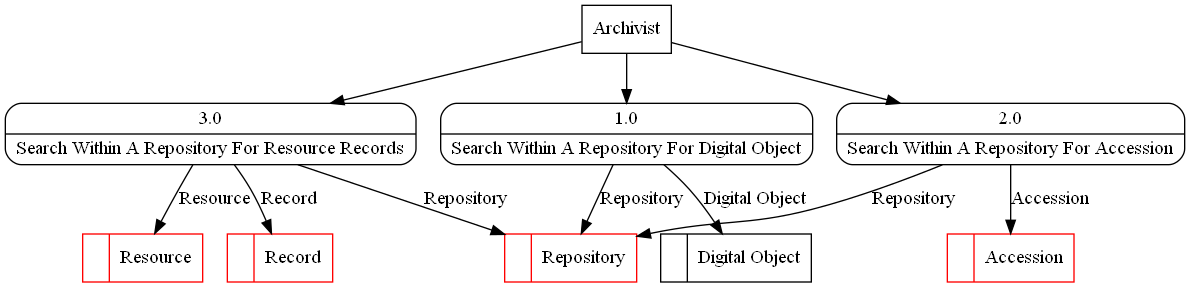 Archivist
3.0
Search Within A Repository For Resource Records
1.0
Search Within A Repository For Digital Object
2.0
Search Within A Repository For Accession
Resource
Record
Repository
Repository
Digital Object
Repository
Accession
Resource
Record
Repository
Digital Object
Accession